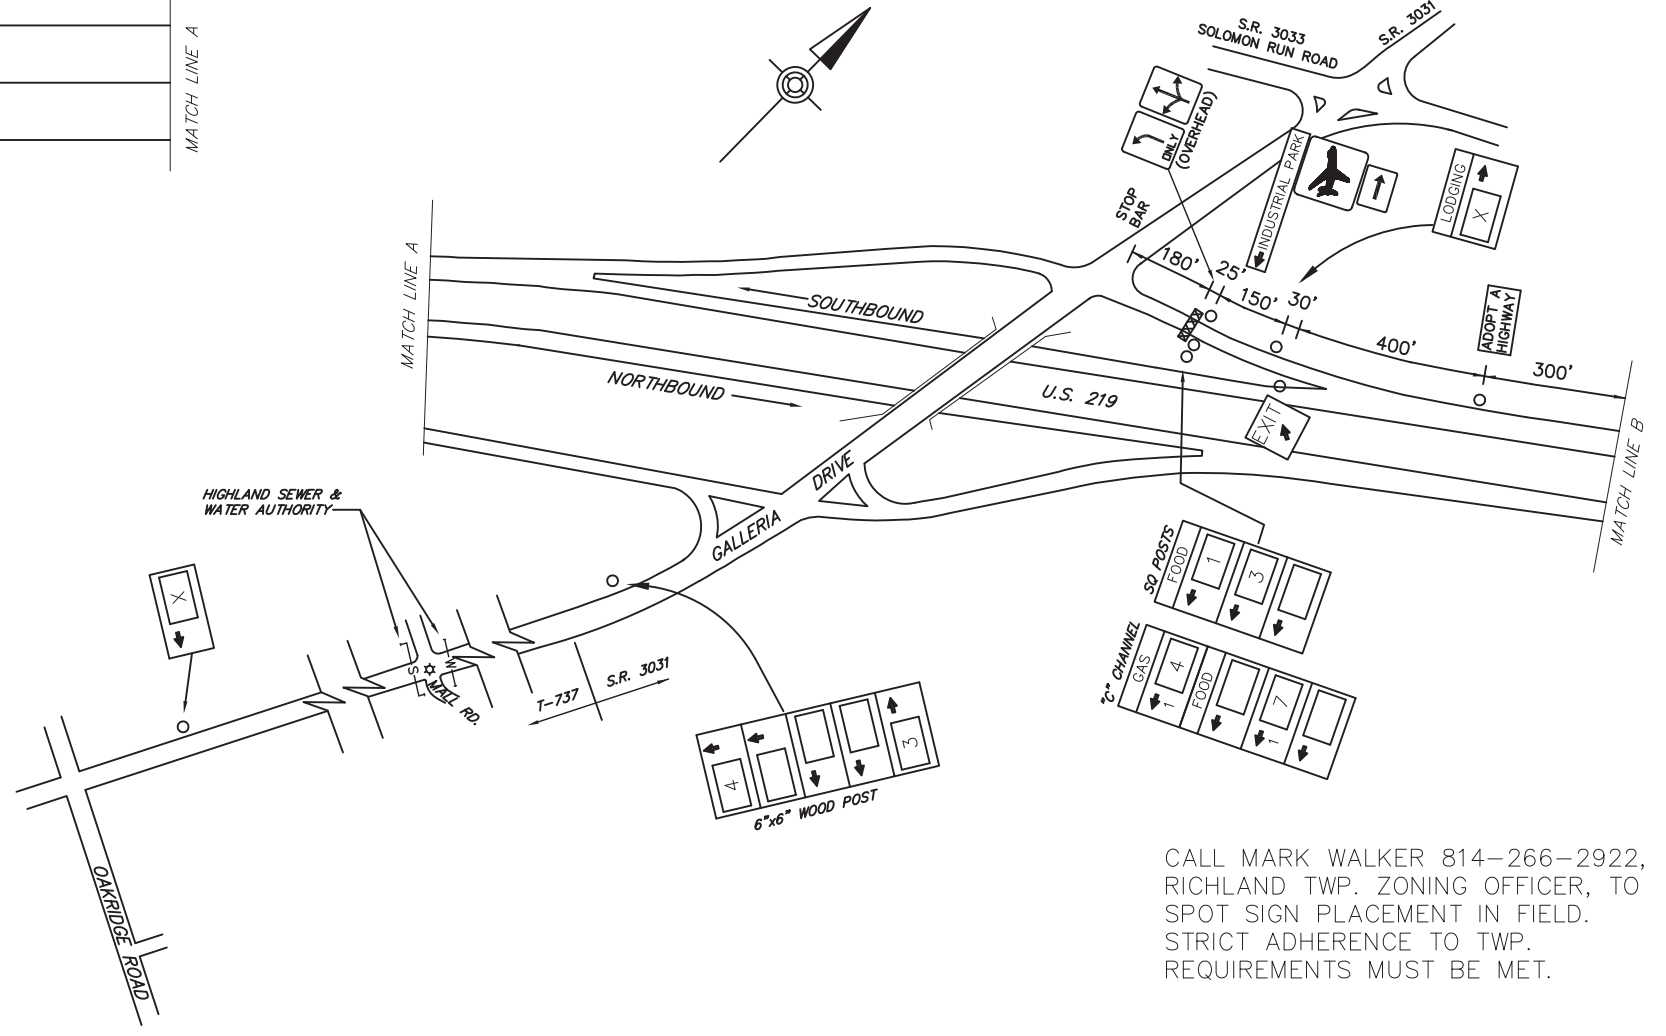 MATCH LINE A
S.R. 3033
SOLOMON RUN ROAD
S.R. 3031
ONLY
(OVERHEAD)
INDUSTRIAL PARK
LODGING
X
STOP
BAR
180'
25'
150'
30'
400'
300'
ADOPT A
HIGHWAY
MATCH LINE A
SOUTHBOUND
NORTHBOUND
U.S. 219
EXIT
MATCH LINE B
GALLERIA
DRIVE
HIGHLAND SEWER &
WATER AUTHORITY
X
S
W
MALL RD.
T-737
S.R. 3031
SQ POSTS
FOOD
1
3
"C" CHANNEL
GAS
4
1
FOOD
7
1
4
3
6"x6" WOOD POST
OAKRIDGE ROAD
CALL MARK WALKER 814-266-2922,
RICHLAND TWP. ZONING OFFICER, TO
SPOT SIGN PLACEMENT IN FIELD.
STRICT ADHERENCE TO TWP.
REQUIREMENTS MUST BE MET.